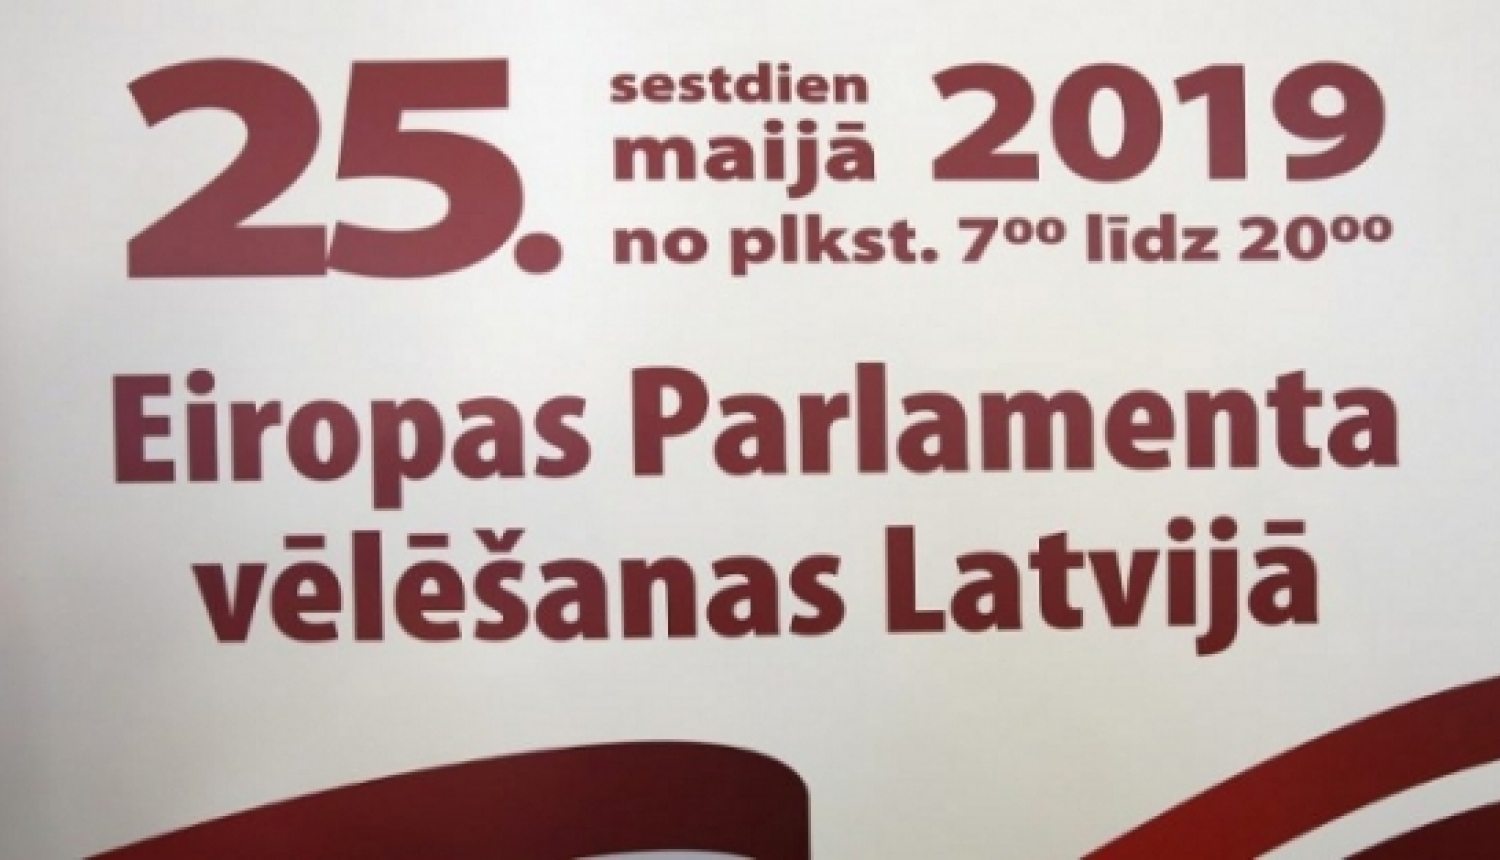 25. sestdien
maijā 2019
no plkst. 7⁰⁰ līdz 20⁰⁰
Eiropas Parlamenta
vēlēšanas Latvijā